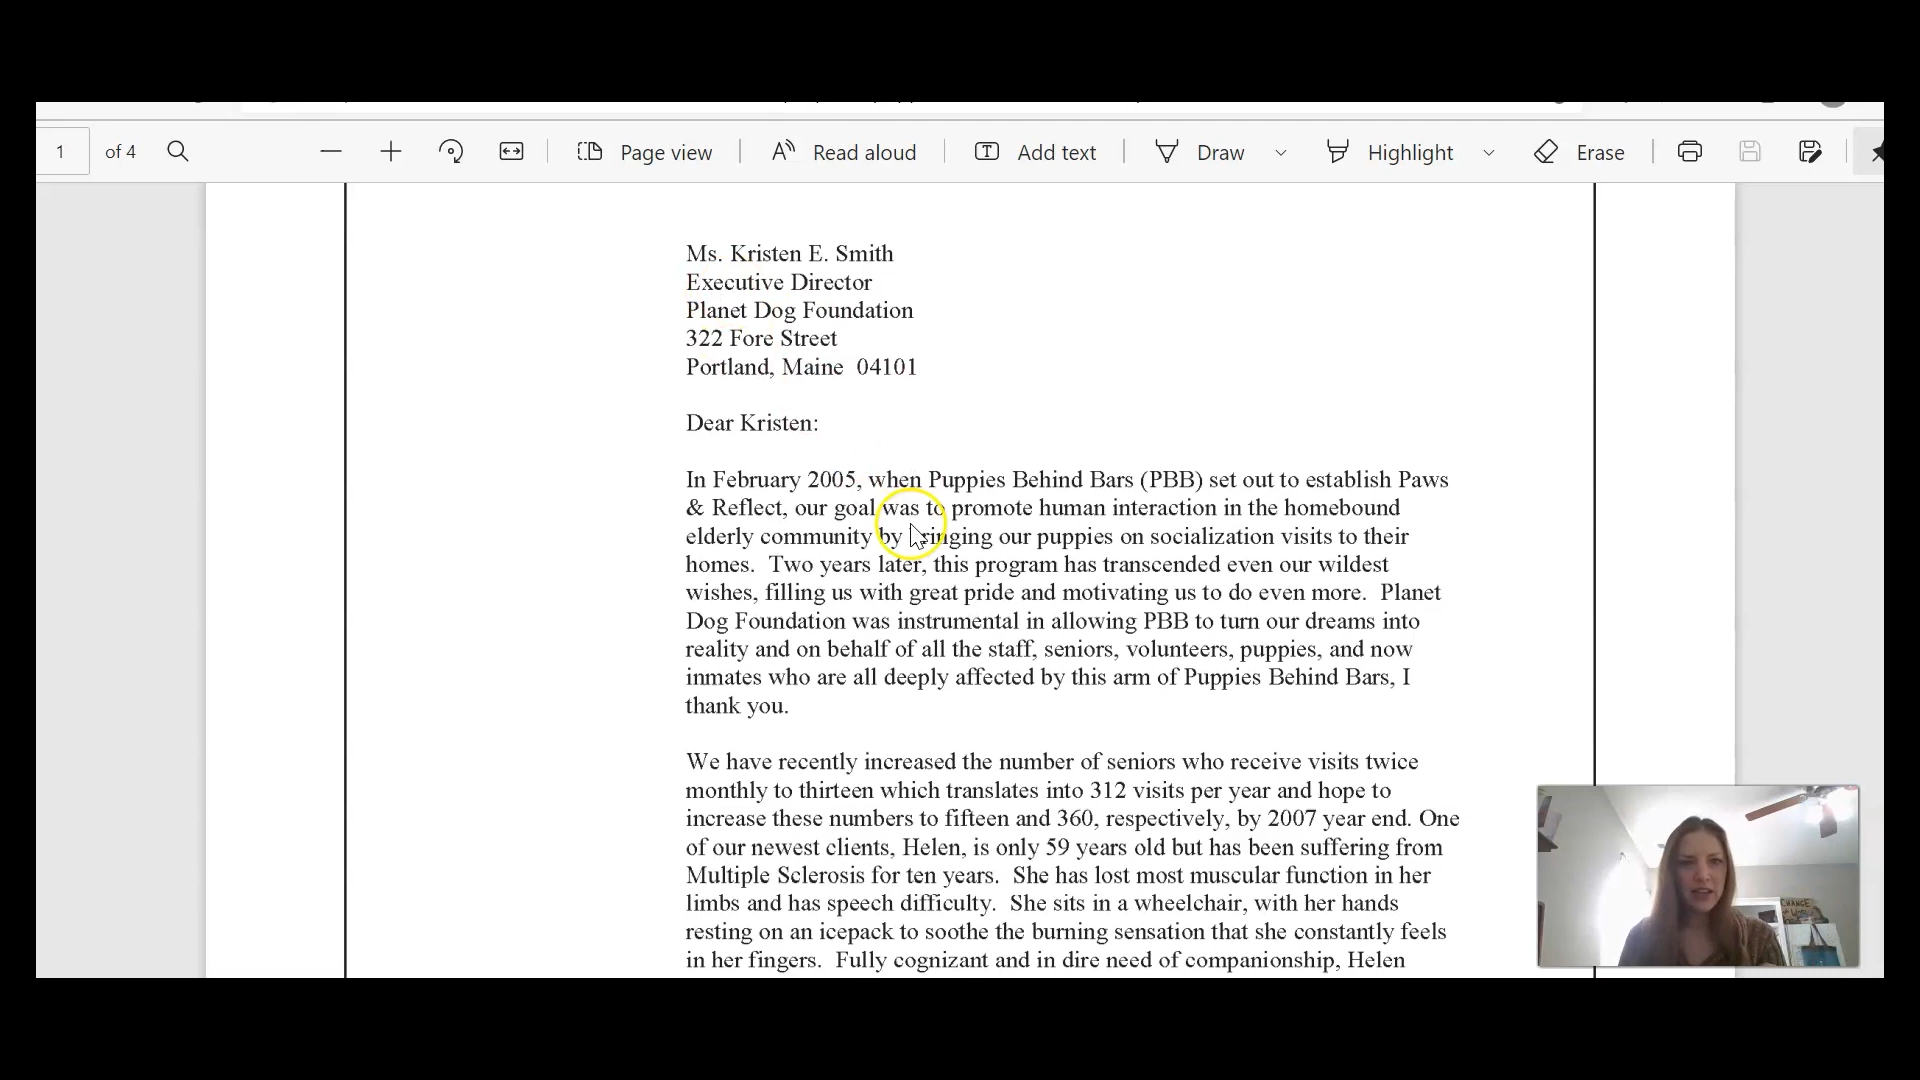 1 of 4 Page view Read aloud Add text Draw Highlight Erase
Ms. Kristen E. Smith
Executive Director
Planet Dog Foundation
322 Fore Street
Portland, Maine 04101
Dear Kristen:
In February 2005, when Puppies Behind Bars (PBB) set out to establish Paws
& Reflect, our goal was to promote human interaction in the homebound
elderly community by bringing our puppies on socialization visits to their
homes. Two years later, this program has transcended even our wildest
wishes, filling us with great pride and motivating us to do even more. Planet
Dog Foundation was instrumental in allowing PBB to turn our dreams into
reality and on behalf of all the staff, seniors, volunteers, puppies, and now
inmates who are all deeply affected by this arm of Puppies Behind Bars, I
thank you.
We have recently increased the number of seniors who receive visits twice
monthly to thirteen which translates into 312 visits per year and hope to
increase these numbers to fifteen and 360, respectively, by 2007 year end. One
of our newest clients, Helen, is only 59 years old but has been suffering from
Multiple Sclerosis for ten years. She has lost most muscular function in her
limbs and has speech difficulty. She sits in a wheelchair, with her hands
resting on an icepack to soothe the burning sensation that she constantly feels
in her fingers. Fully cognizant and in dire need of companionship, Helen
CHANGE